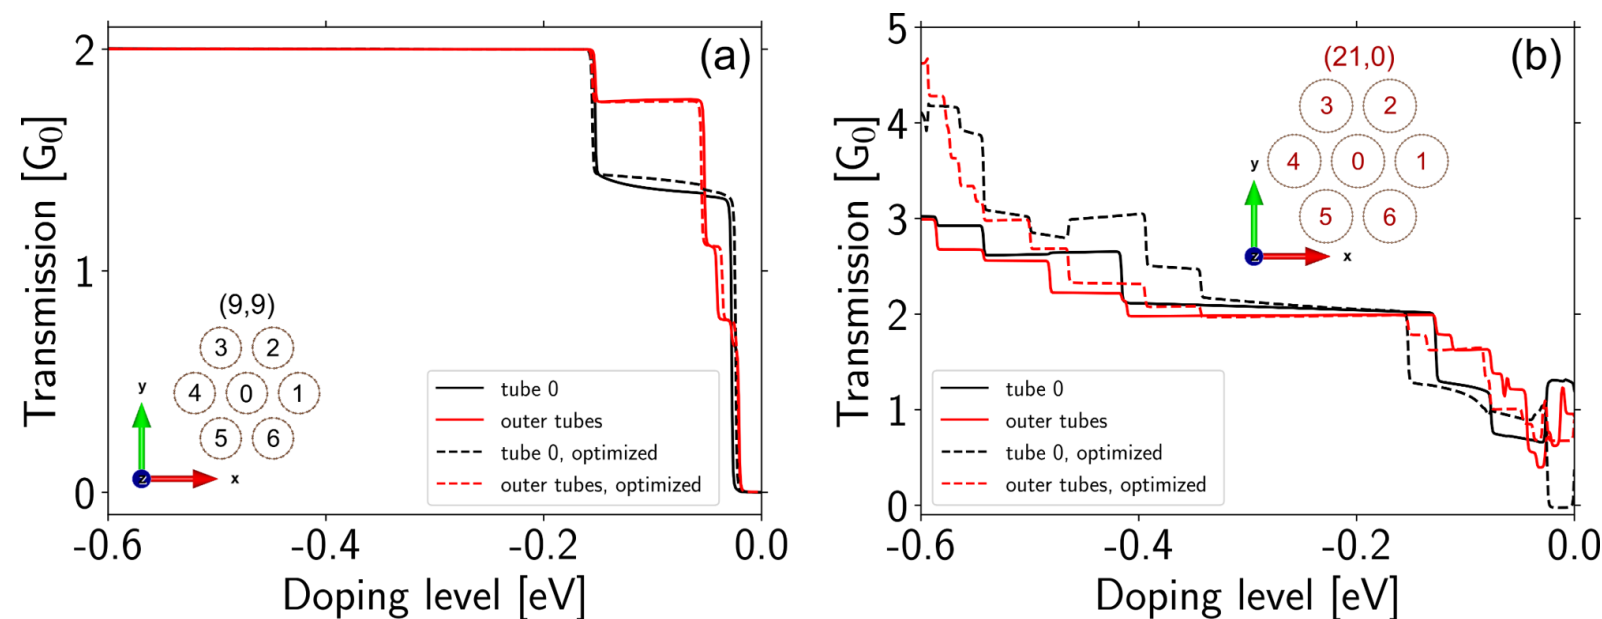 (a)
Transmission [G₀]
2
1
0
(9,9)
3 2
4 0 1
5 6
y
z
x
tube 0
outer tubes
tube 0, optimized
outer tubes, optimized
-0.6 -0.4 -0.2 0.0
Doping level [eV]
(b)
Transmission [G₀]
5
4
3
2
1
0
(21,0)
3 2
4 0 1
5 6
y
z
x
tube 0
outer tubes
tube 0, optimized
outer tubes, optimized
-0.6 -0.4 -0.2 0.0
Doping level [eV]